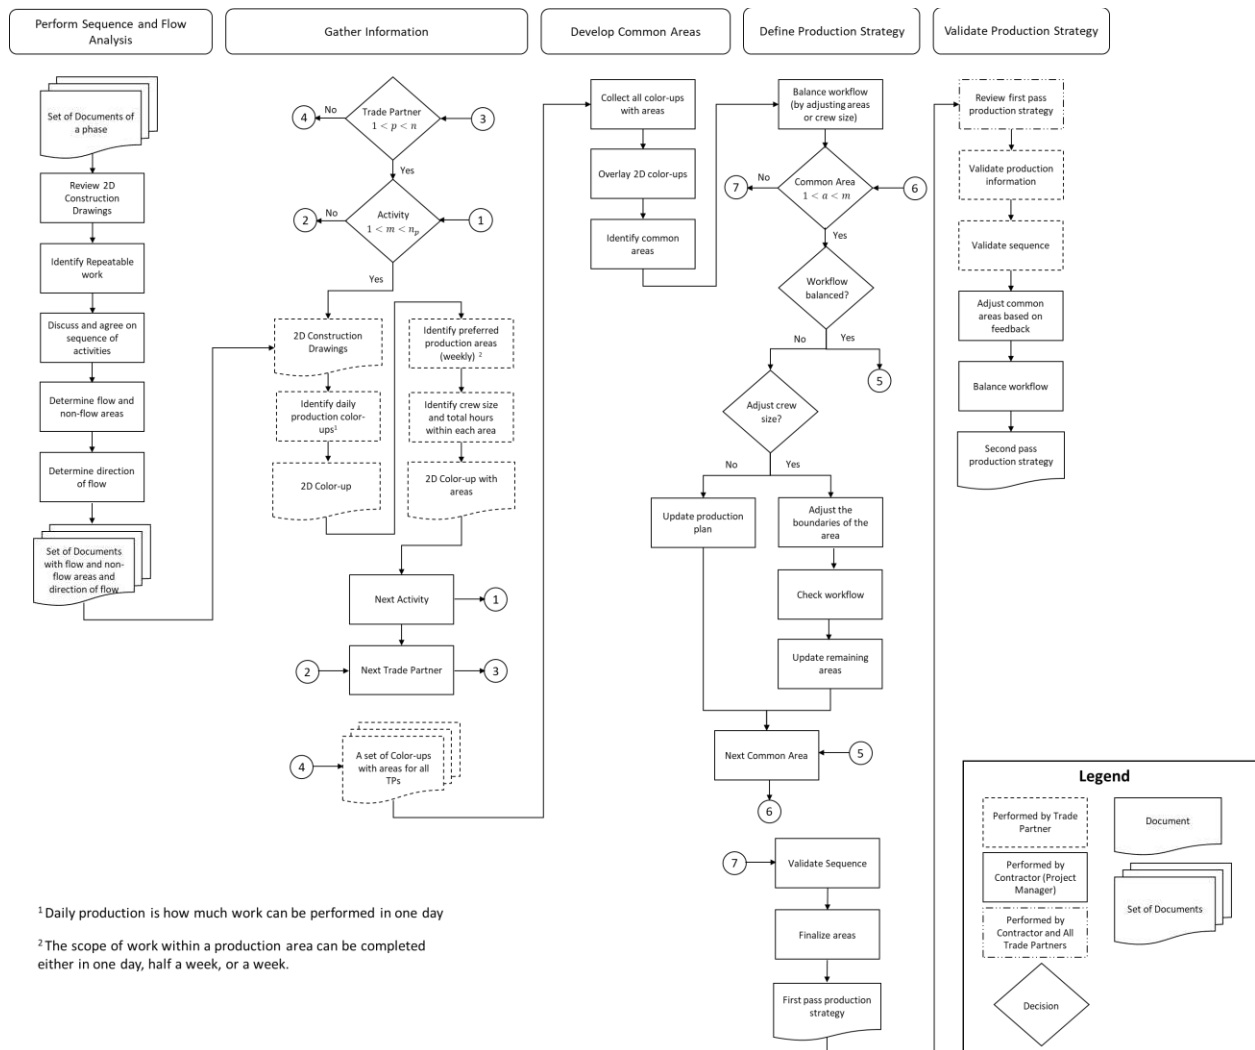 Perform Sequence and Flow
Analysis
Gather Information
Develop Common Areas
Define Production Strategy
Validate Production Strategy
Set of Documents of
a phase
Review 2D
Construction
Drawings
Identify Repeatable
work
Discuss and agree on
sequence of
activities
Determine flow and
non-flow areas
Determine direction
of flow
Set of Documents
with flow and non-
flow areas and
direction of flow
4
No
Trade Partner
1 < p < n
3
Yes
2
No
Activity
1 < m < n_p
1
Yes
2D Construction
Drawings
Identify daily
production color-
ups¹
2D Color-up
Identify preferred
production areas
(weekly) ²
Identify crew size
and total hours
within each area
2D Color-up with
areas
Next Activity
1
2
Next Trade Partner
3
4
A set of Color-ups
with areas for all
TPs
Collect all color-ups
with areas
Overlay 2D color-ups
Identify common
areas
Balance workflow
(by adjusting areas
or crew size)
7
No
Common Area
1 < a < m
6
Yes
Workflow
balanced?
No
Yes
5
Adjust crew
size?
No
Yes
Update production
plan
Adjust the
boundaries of the
area
Check workflow
Update remaining
areas
Next Common Area
5
6
7
Validate Sequence
Finalize areas
First pass production
strategy
Review first pass
production strategy
Validate production
information
Validate sequence
Adjust common
areas based on
feedback
Balance workflow
Second pass
production strategy
Legend
Performed by Trade
Partner
Document
Performed by
Contractor (Project
Manager)
Set of Documents
Performed by
Contractor and All
Trade Partners
Decision
¹ Daily production is how much work can be performed in one day
² The scope of work within a production area can be completed
either in one day, half a week, or a week.